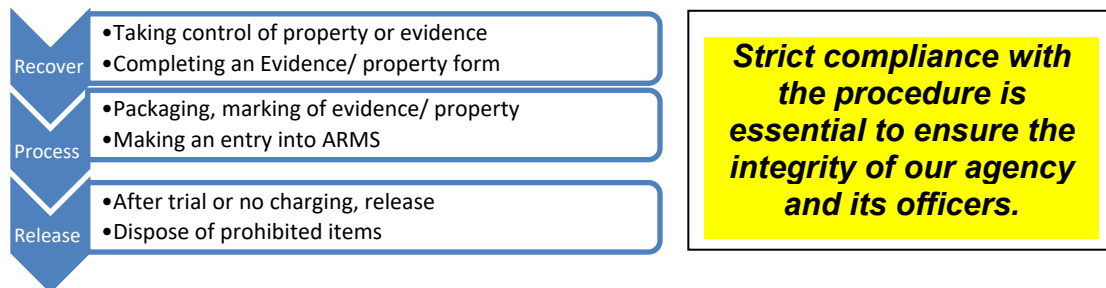 Recover
•Taking control of property or evidence
•Completing an Evidence/ property form
Process
•Packaging, marking of evidence/ property
•Making an entry into ARMS
Release
•After trial or no charging, release
•Dispose of prohibited items
Strict compliance with
the procedure is
essential to ensure the
integrity of our agency
and its officers.